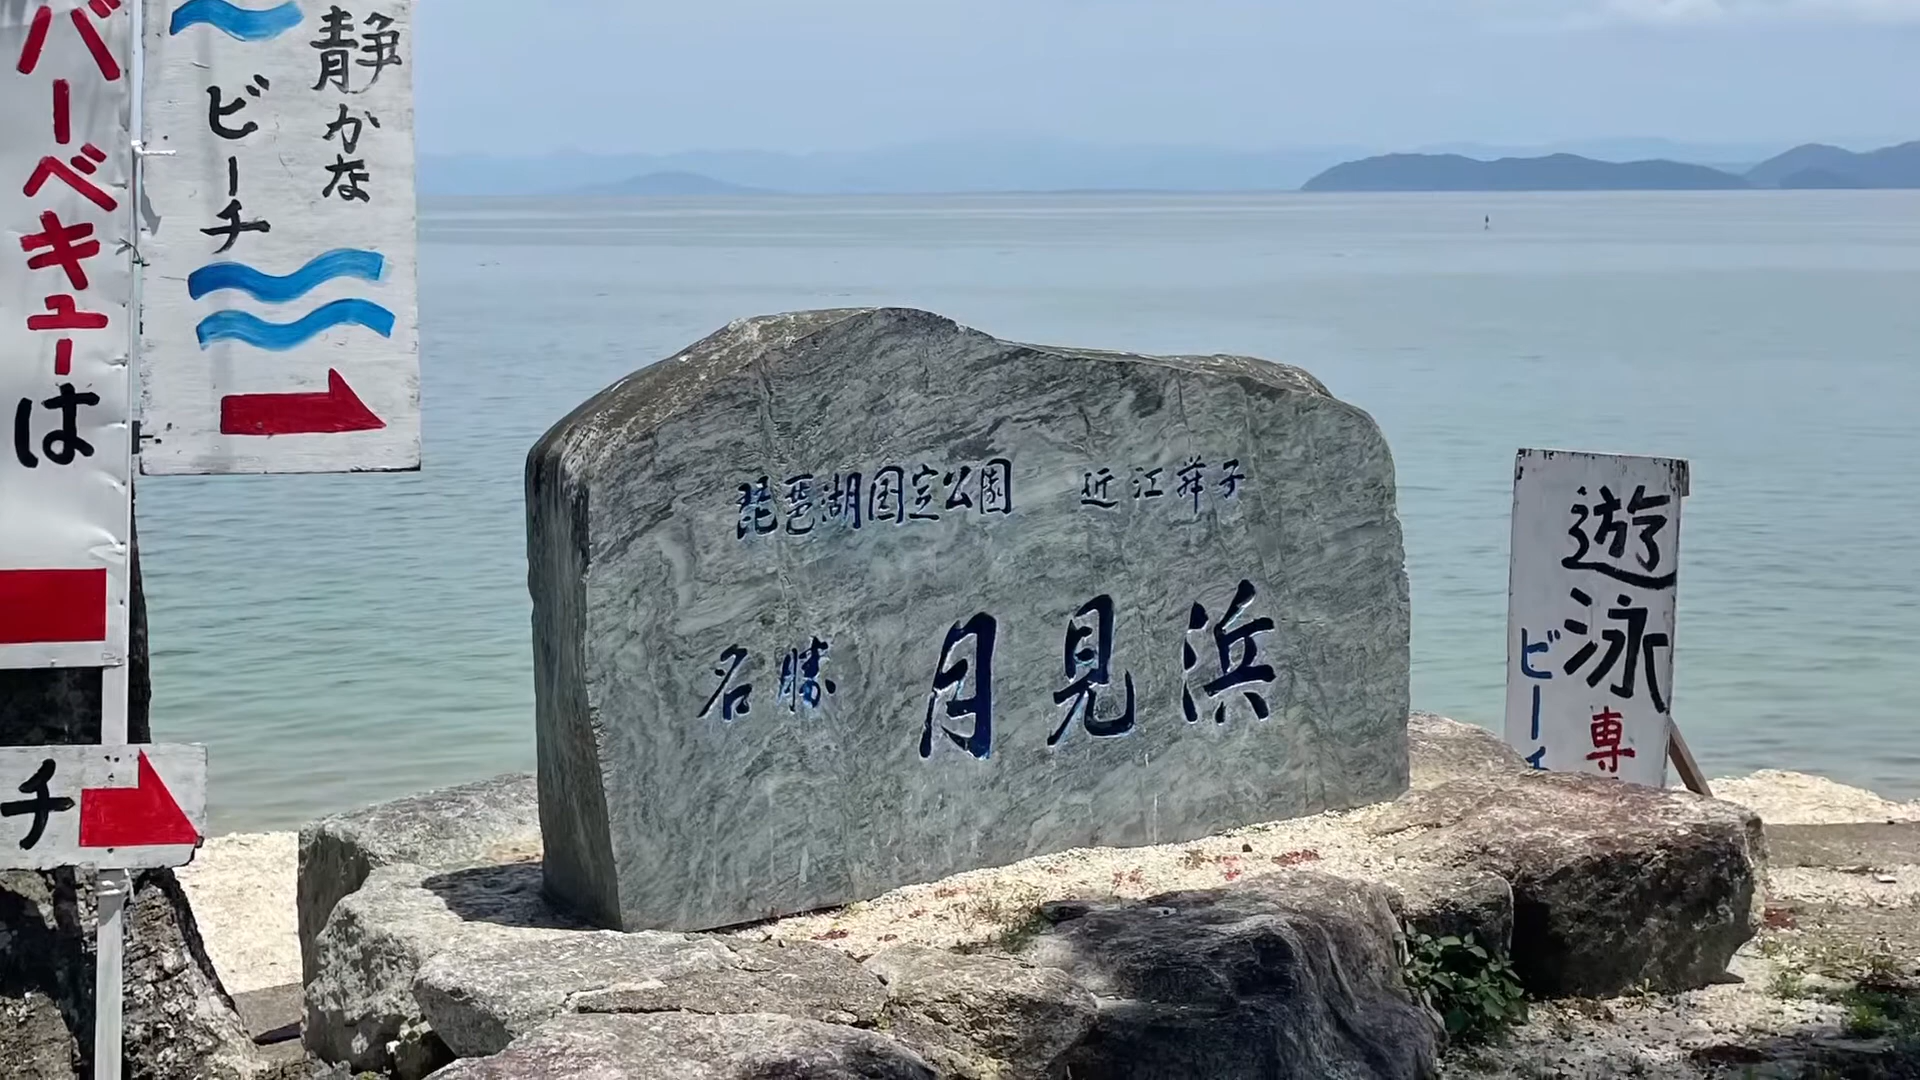 バーベキューは
静かな
ビーチ
チ
琵琶湖国定公園 近江舞子
名勝 月見浜
遊泳
専
ビーチ